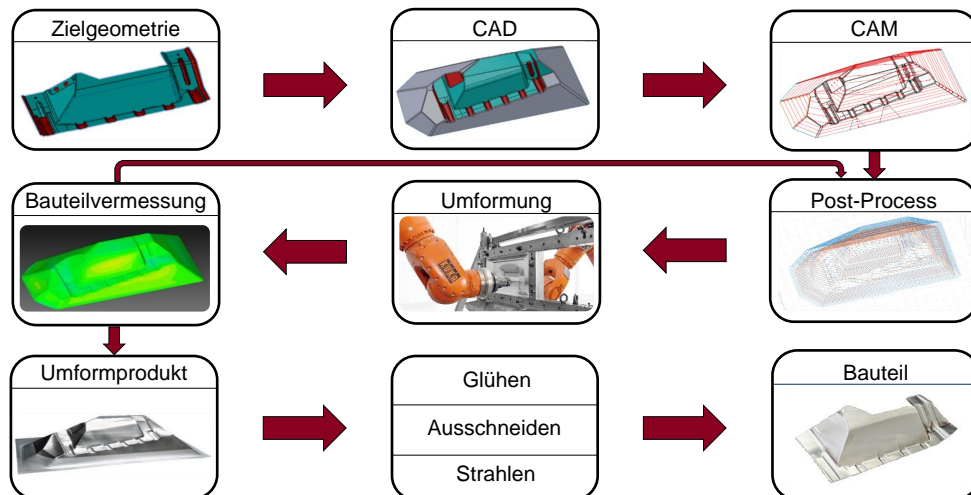 Zielgeometrie
CAD
CAM
Bauteilvermessung
Umformung
Post-Process
Umformprodukt
Glühen
Ausschneiden
Strahlen
Bauteil